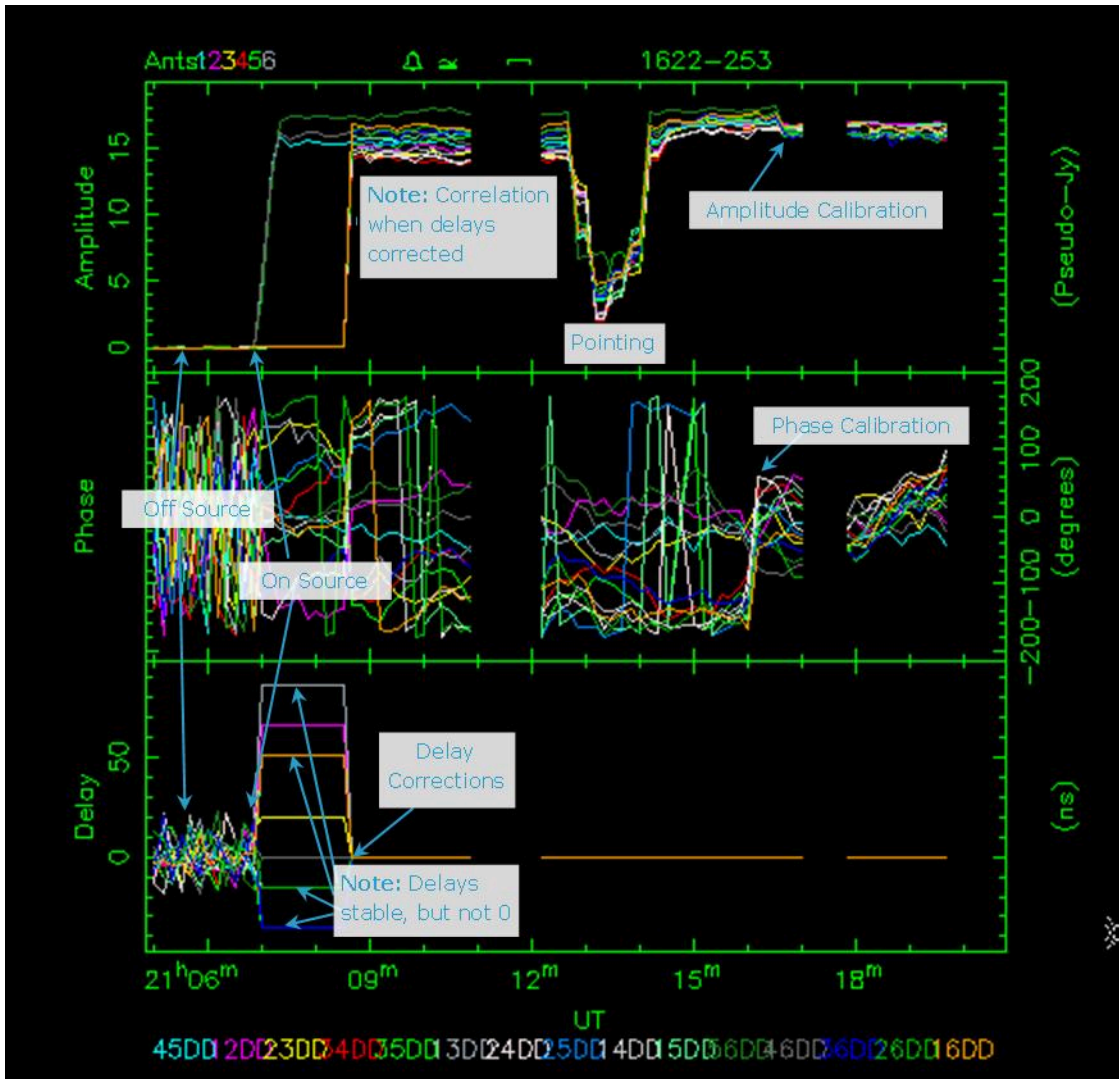 Ants123456
1622-253
Amplitude
15
10
5
0
(Pseudo-Jy)
Note: Correlation
when delays
corrected
Amplitude Calibration
Pointing
Phase
200
100
0
-100
-200
(degrees)
Phase Calibration
Off Source
On Source
Delay
50
0
(ns)
Delay
Corrections
Note: Delays
stable, but not 0
21h06m 09m 12m 15m 18m
UT
45DD 12DD 23DD 34DD 35DD 13DD 24DD 25DD 14DD 15DD 56DD 46DD 36DD 26DD 16DD